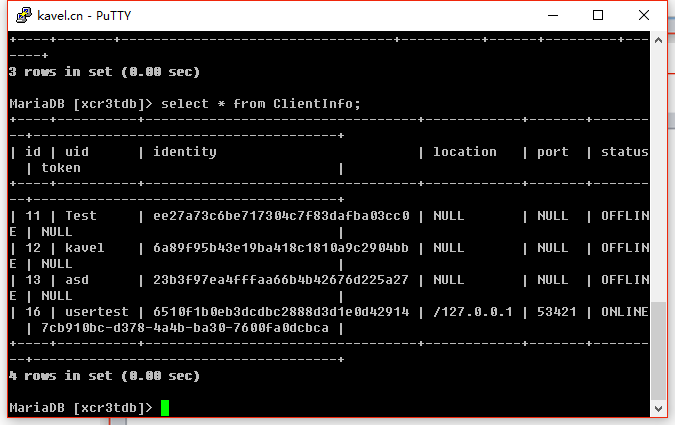 kavel.cn - PuTTY
+----+-------+----------------------------------+----------+------+---------+---
----+
3 rows in set (0.00 sec)
MariaDB [xcr3tdb]> select * from ClientInfo;
+----+----------+----------------------------------+------------+-------+-------
--+--------------------------------------+
| id | uid      | identity                         | location   | port  | status
  | token                                |
+----+----------+----------------------------------+------------+-------+-------
--+--------------------------------------+
| 11 | Test     | ee27a73c6be717304c7f83dafba03cc0 | NULL       | NULL  | OFFLIN
E | NULL                                 |
| 12 | kavel    | 6a89f95b43e19ba418c1810a9c2904bb | NULL       | NULL  | OFFLIN
E | NULL                                 |
| 13 | asd      | 23b3f97ea4fffaa66b4b42676d225a27 | NULL       | NULL  | OFFLIN
E | NULL                                 |
| 16 | usertest | 6510f1b0eb3dcdbc2888d3d1e0d42914 | /127.0.0.1 | 53421 | ONLINE
  | 7cb910bc-d378-4a4b-ba30-7600fa0dcbca |
+----+----------+----------------------------------+------------+-------+-------
--+--------------------------------------+
4 rows in set (0.00 sec)
MariaDB [xcr3tdb]>